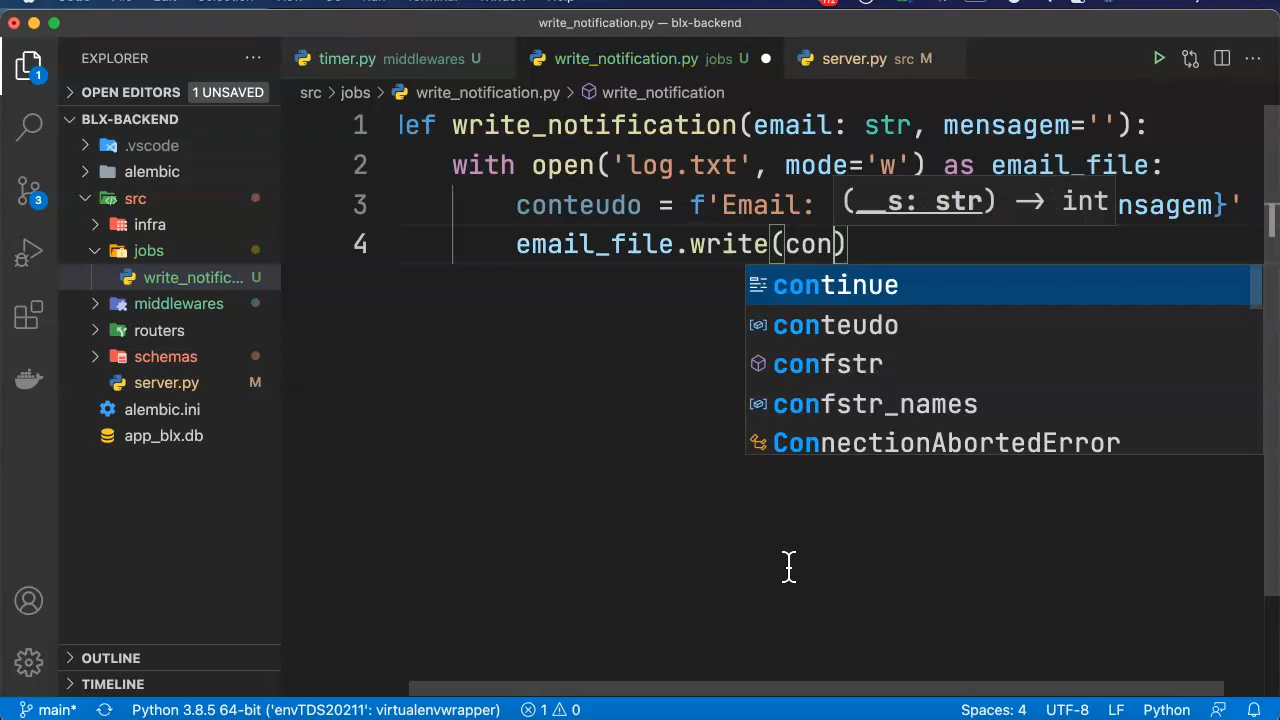 112
write_notification.py — blx-backend
EXPLORER
timer.py middlewares U
write_notification.py jobs U
server.py src M
1
OPEN EDITORS 1 UNSAVED
src > jobs > write_notification.py > write_notification
BLX-BACKEND
1 def write_notification(email: str, mensagem=''):
.vscode
alembic
2 with open('log.txt', mode='w') as email_file:
3
src
3 conteudo = f'Email: nsagem}'
(__s: str) -> int
infra
4 email_file.write(con)
jobs
write_notific... U
continue
middlewares
conteudo
routers
schemas
confstr
server.py M
confstr_names
alembic.ini
app_blx.db
ConnectionAbortedError
OUTLINE
TIMELINE
main* Python 3.8.5 64-bit ('envTDS20211': virtualenvwrapper) 1 0 Spaces: 4 UTF-8 LF Python